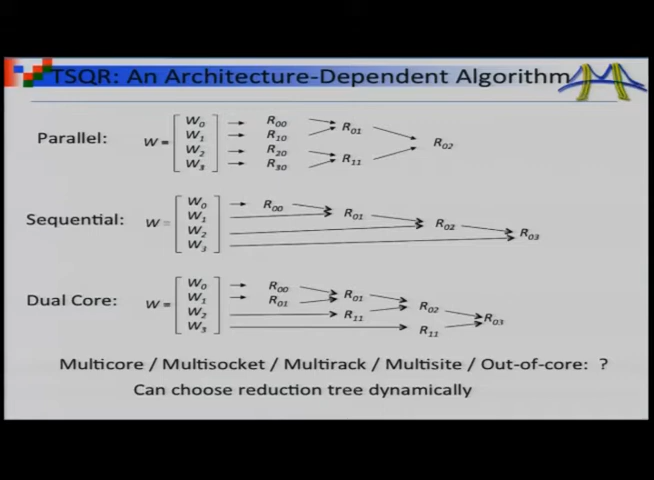 TSQR: An Architecture-Dependent Algorithm
Parallel:
W =
W0
W1
W2
W3
R00
R10
R20
R30
R01
R11
R02
Sequential:
W =
W0
W1
W2
W3
R00
R01
R02
R03
Dual Core:
W =
W0
W1
W2
W3
R00
R01
R01
R11
R02
R11
R03
Multicore / Multisocket / Multirack / Multisite / Out-of-core: ?
Can choose reduction tree dynamically